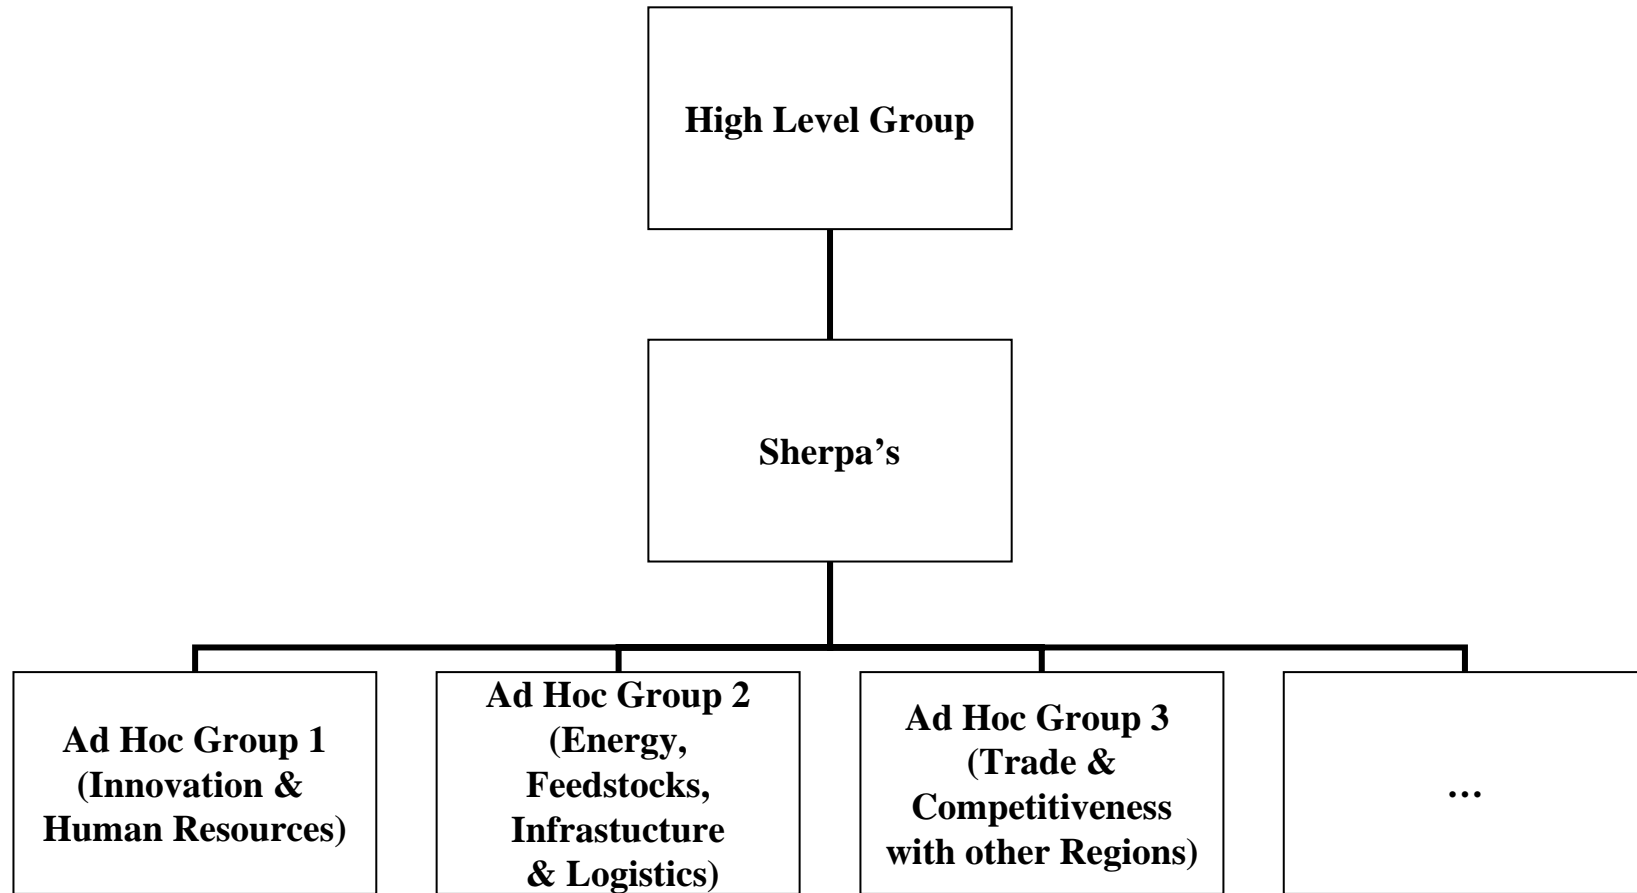 High Level Group
Sherpa’s
Ad Hoc Group 1
(Innovation &
Human Resources)
Ad Hoc Group 2
(Energy,
Feedstocks,
Infrastucture
& Logistics)
Ad Hoc Group 3
(Trade &
Competitiveness
with other Regions)
…